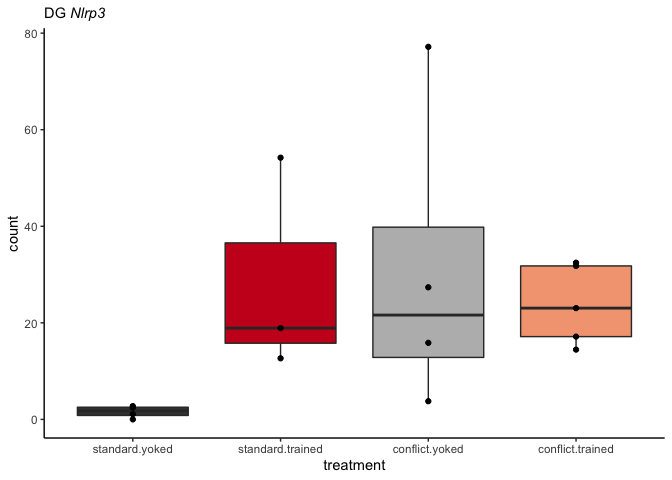 DG Nlrp3
80
60
40
20
0
count
standard.yoked standard.trained conflict.yoked conflict.trained
treatment